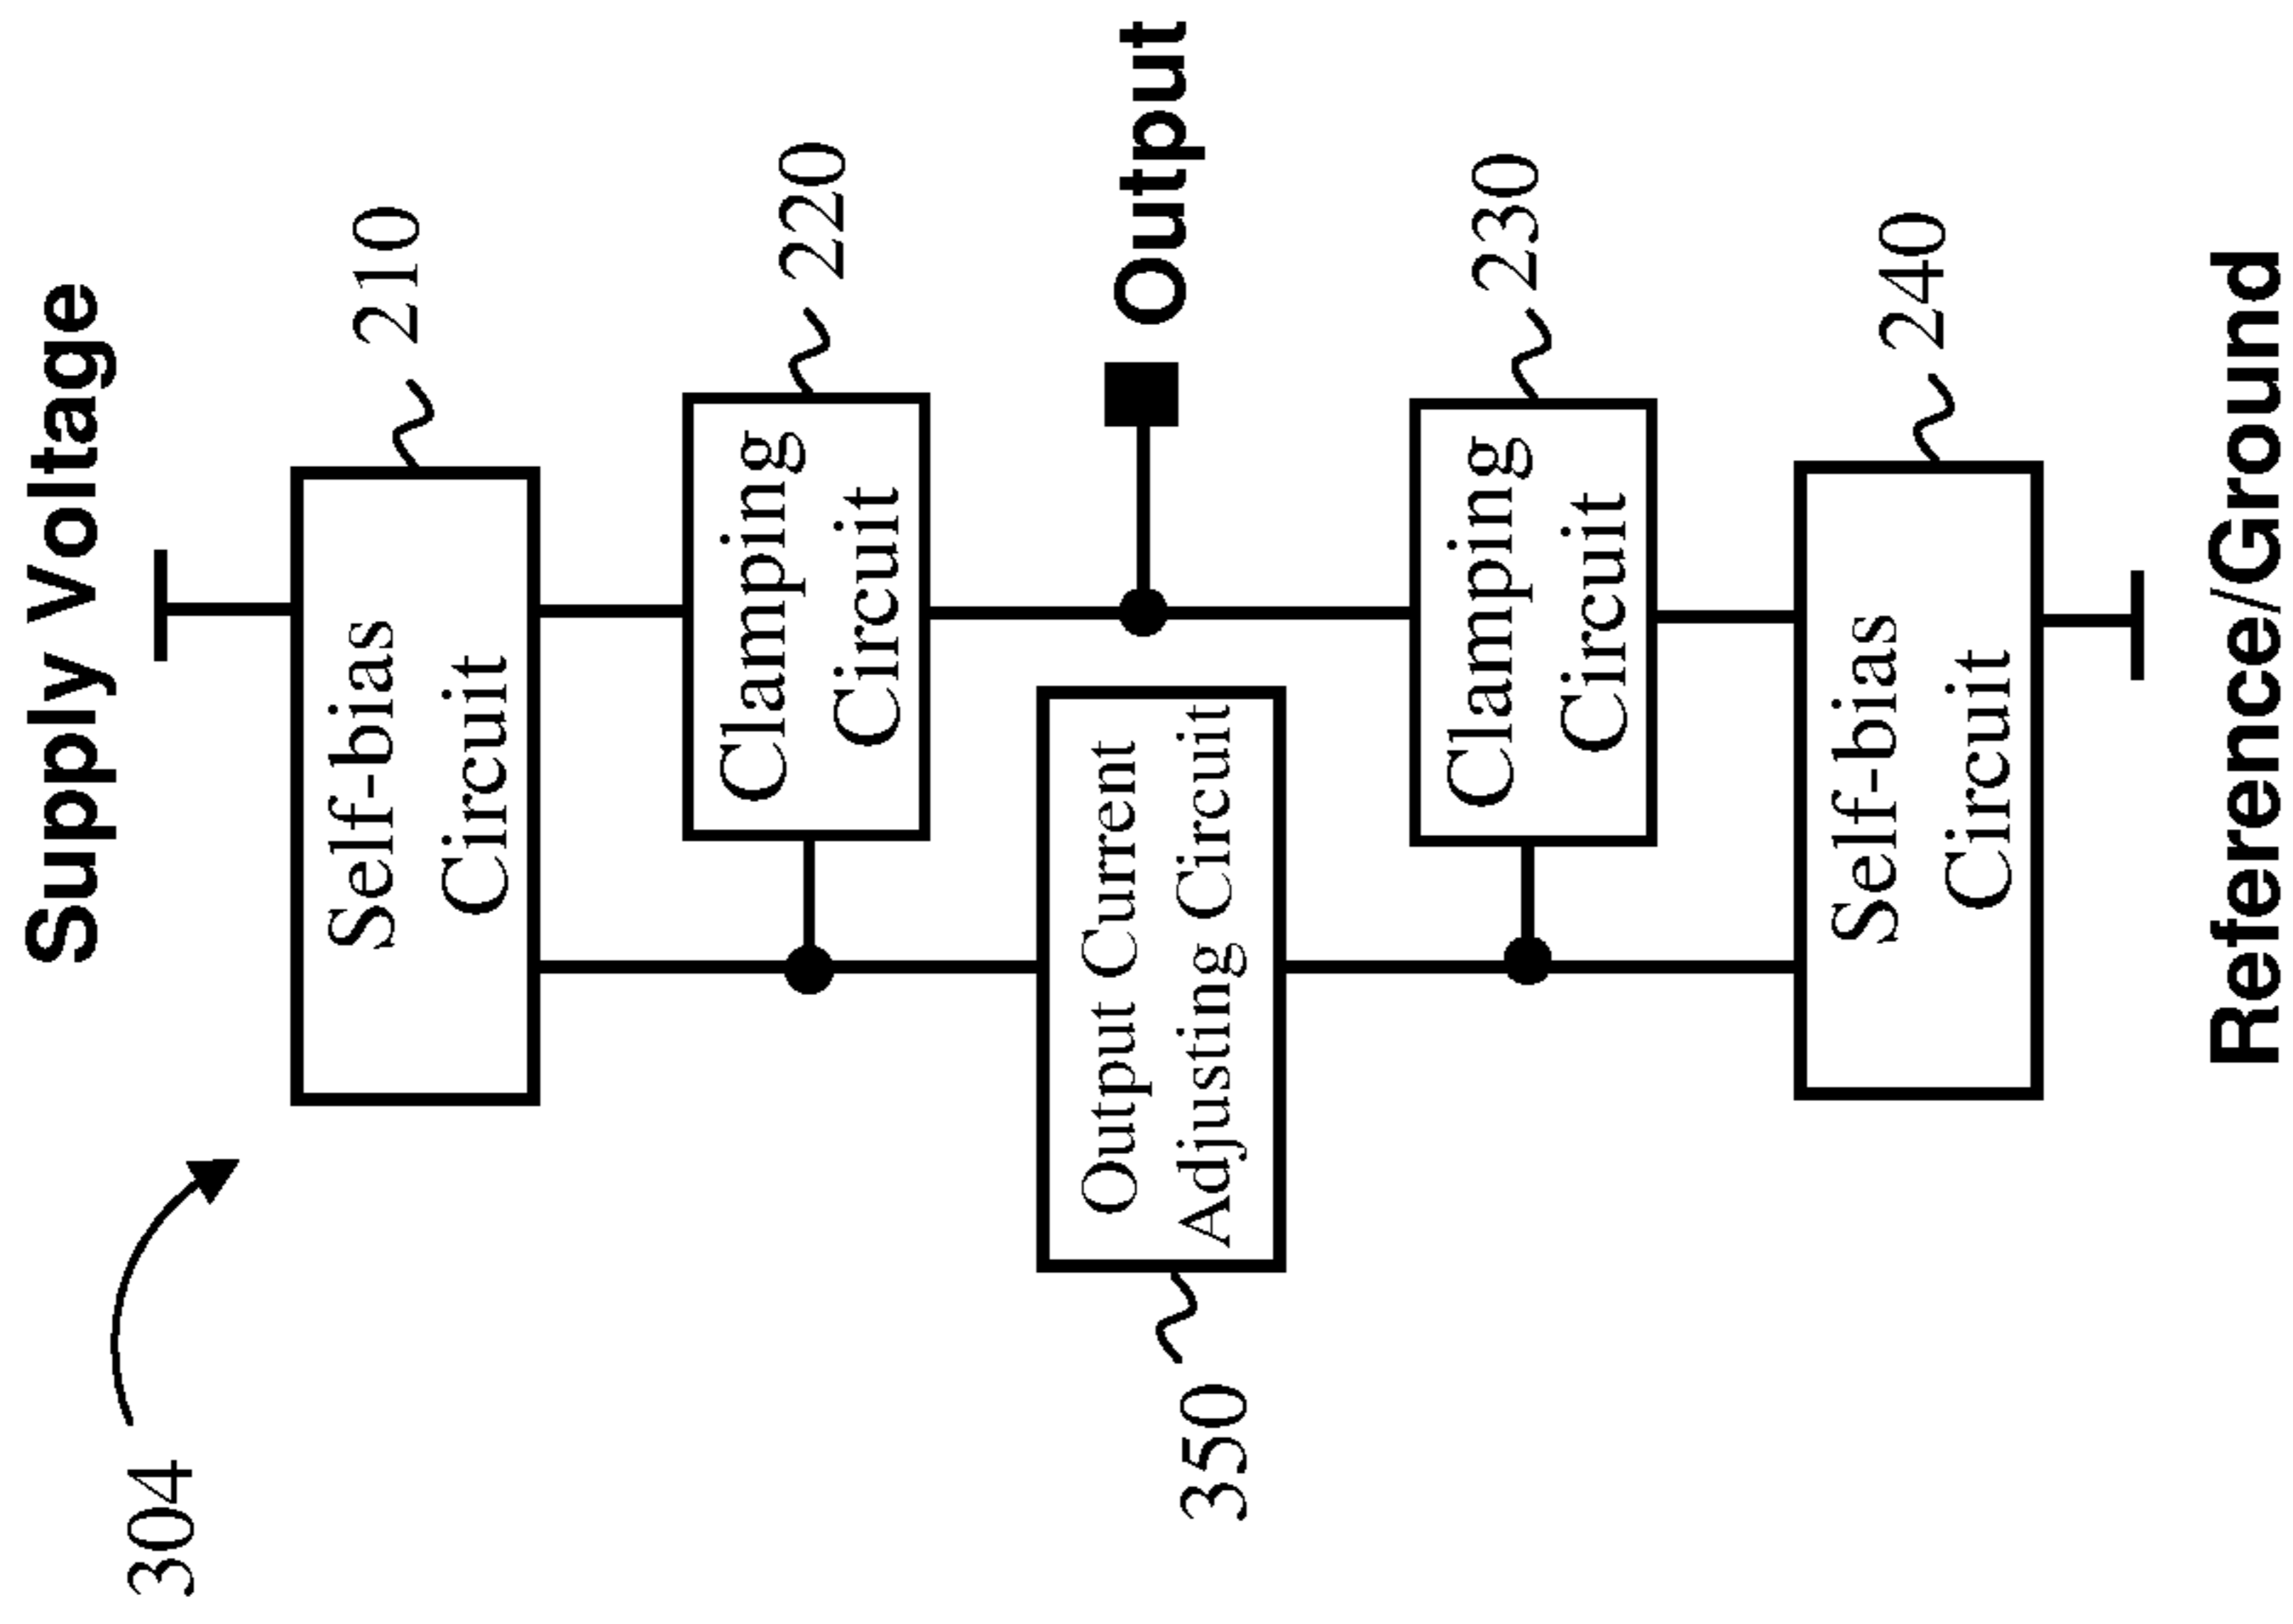 Supply Voltage
304
Self-bias
Circuit
210
Clamping
Circuit
220
Output Current
Adjusting Circuit
350
Output
Clamping
Circuit
230
Self-bias
Circuit
240
Reference/Ground